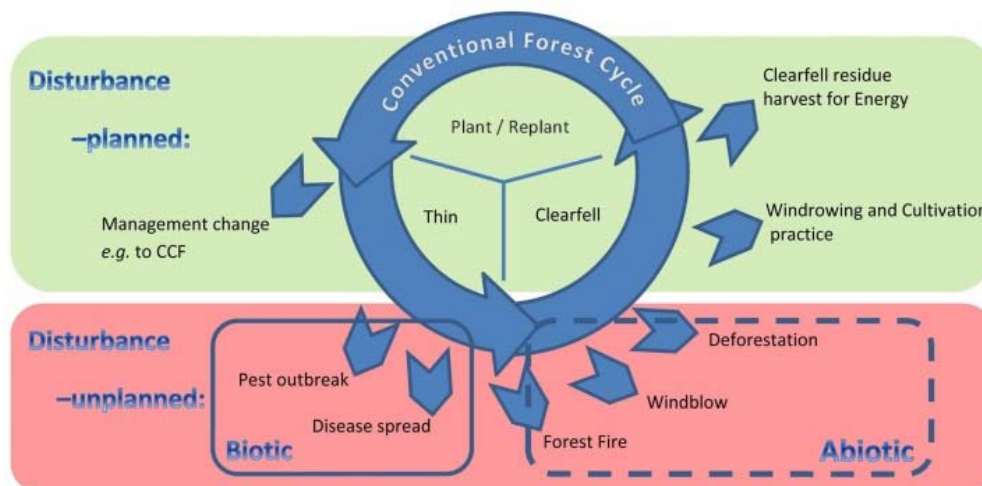 Conventional Forest Cycle
Disturbance
–planned:
Plant / Replant
Thin
Clearfell
Clearfell residue
harvest for Energy
Management change
e.g. to CCF
Windrowing and Cultivation
practice
Disturbance
–unplanned:
Pest outbreak
Disease spread
Biotic
Deforestation
Windblow
Forest Fire
Abiotic